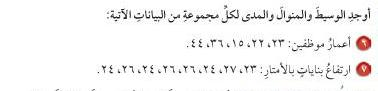 أوجدِ الوسيطَ والمنوالَ والمدى لكلِّ مجموعةٍ من البياناتِ الآتيةِ:
٦ أعمارُ موظفين: ٢٣، ٢٢، ١٥، ٣٦، ٤٤.
٧ ارتفاعُ بناياتٍ بالأمتارِ: ٢٣، ٢٧، ٢٤، ٢٦، ٢٦، ٢٤، ٢٦، ٢٤.